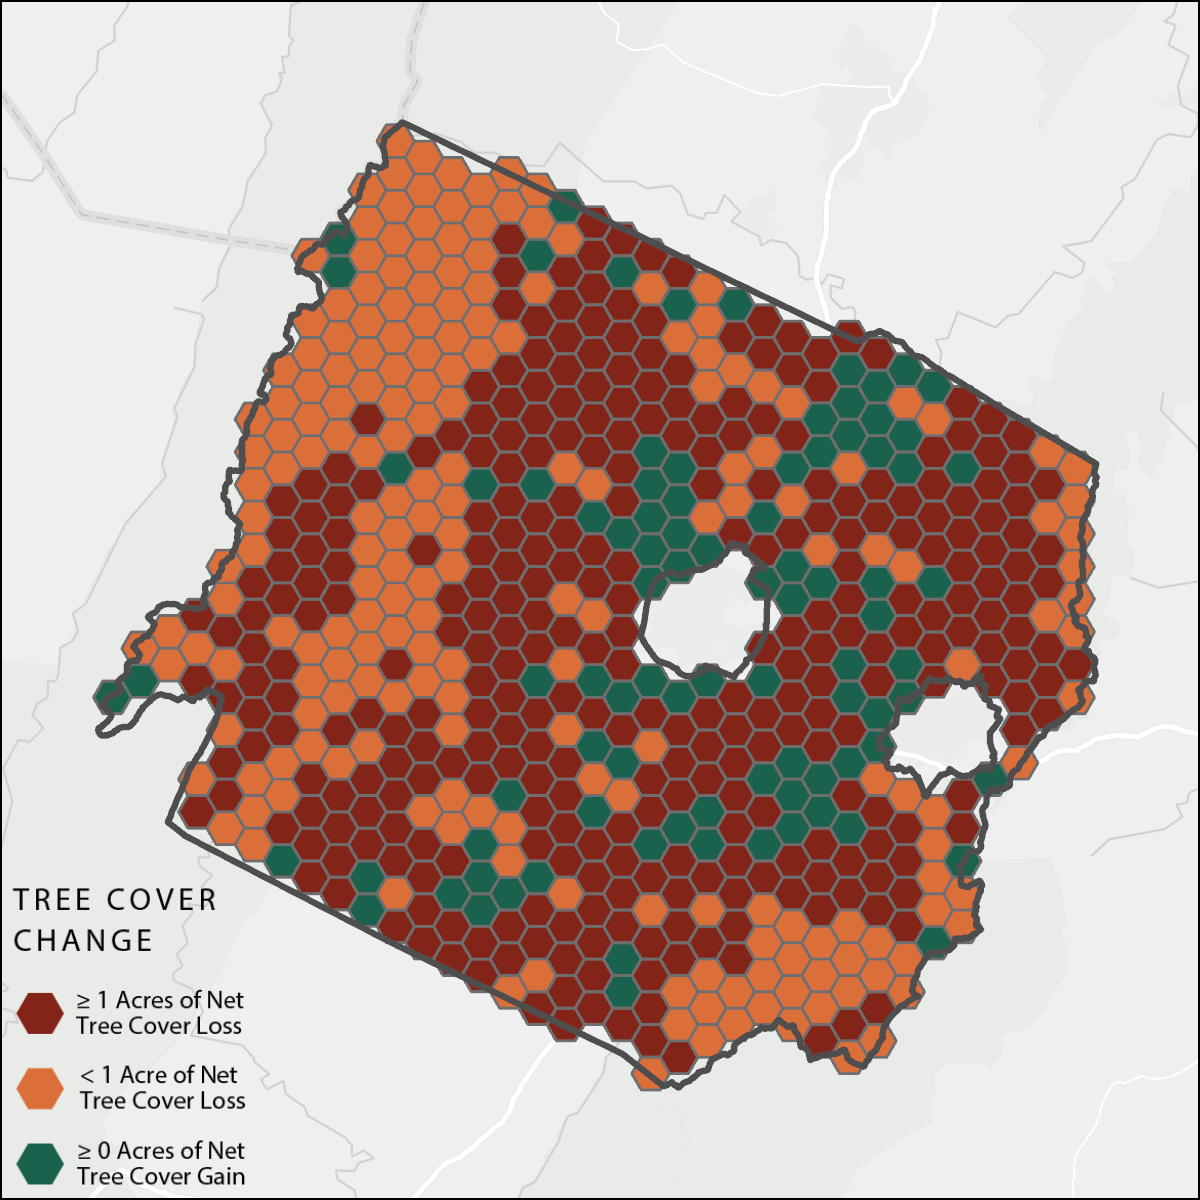 TREE COVER
CHANGE
≥ 1 Acres of Net
Tree Cover Loss
< 1 Acre of Net
Tree Cover Loss
≥ 0 Acres of Net
Tree Cover Gain